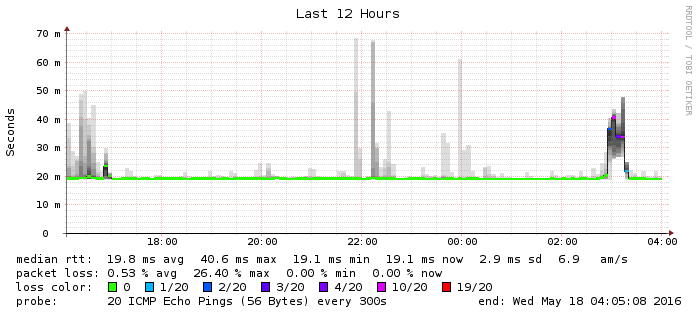 Last 12 Hours
RRDTOOL / TOBI OETIKER
Seconds
70 m
60 m
50 m
40 m
30 m
20 m
10 m
0
18:00 20:00 22:00 00:00 02:00 04:00
median rtt: 19.8 ms avg 40.6 ms max 19.1 ms min 19.1 ms now 2.9 ms sd 6.9 am/s
packet loss: 0.53 % avg 26.40 % max 0.00 % min 0.00 % now
loss color: 0 1/20 2/20 3/20 4/20 10/20 19/20
probe: 20 ICMP Echo Pings (56 Bytes) every 300s end: Wed May 18 04:05:08 2016